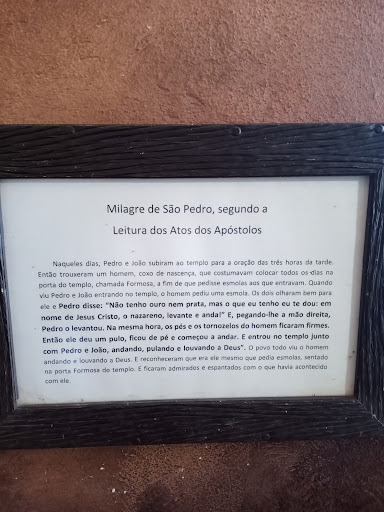 Milagre de São Pedro, segundo a
Leitura dos Atos dos Apóstolos
Naqueles dias, Pedro e João subiram ao templo para a oração das três horas da tarde.
Então trouxeram um homem, coxo de nascença, que costumavam colocar todos os dias na
porta do templo, chamada Formosa, a fim de que pedisse esmolas aos que entravam. Quando
viu Pedro e João entrando no templo, o homem pediu uma esmola. Os dois olharam bem para
ele e Pedro disse: “Não tenho ouro nem prata, mas o que eu tenho eu te dou: em
nome de Jesus Cristo, o nazareno, levante e anda!” E, pegando-lhe a mão direita,
Pedro o levantou. Na mesma hora, os pés e os tornozelos do homem ficaram firmes.
Então ele deu um pulo, ficou de pé e começou a andar. E entrou no templo junto
com Pedro e João, andando, pulando e louvando a Deus”. O povo todo viu o homem
andando e louvando a Deus. E reconheceram que era ele mesmo que pedia esmolas, sentado
na porta Formosa do templo. E ficaram admirados e espantados com o que havia acontecido
com ele.